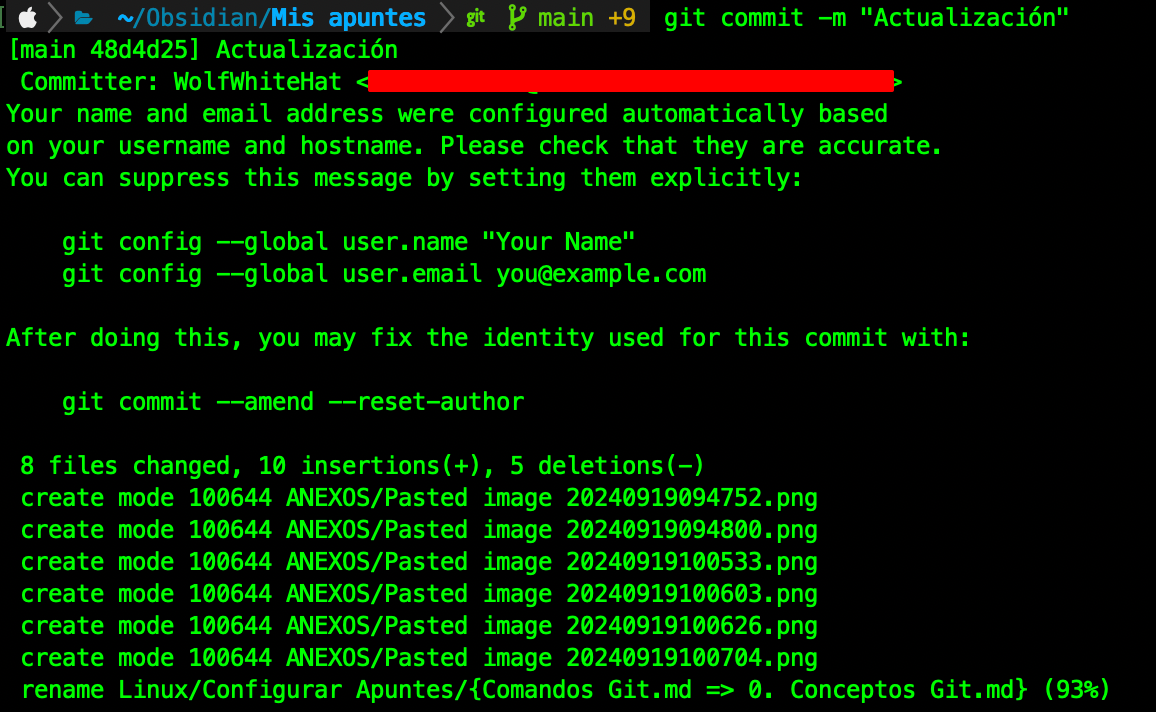 ~/Obsidian/Mis apuntes git main +9 git commit -m "Actualización"
[main 48d4d25] Actualización
Committer: WolfWhiteHat <>
Your name and email address were configured automatically based
on your username and hostname. Please check that they are accurate.
You can suppress this message by setting them explicitly:
git config --global user.name "Your Name"
git config --global user.email you@example.com
After doing this, you may fix the identity used for this commit with:
git commit --amend --reset-author
8 files changed, 10 insertions(+), 5 deletions(-)
create mode 100644 ANEXOS/Pasted image 20240919094752.png
create mode 100644 ANEXOS/Pasted image 20240919094800.png
create mode 100644 ANEXOS/Pasted image 20240919100533.png
create mode 100644 ANEXOS/Pasted image 20240919100603.png
create mode 100644 ANEXOS/Pasted image 20240919100626.png
create mode 100644 ANEXOS/Pasted image 20240919100704.png
rename Linux/Configurar Apuntes/{Comandos Git.md => 0. Conceptos Git.md} (93%)